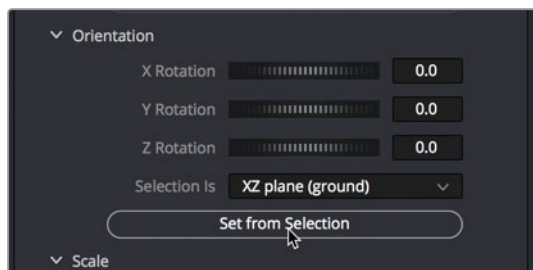 Orientation
X Rotation 0.0
Y Rotation 0.0
Z Rotation 0.0
Selection Is XZ plane (ground)
Set from Selection
Scale